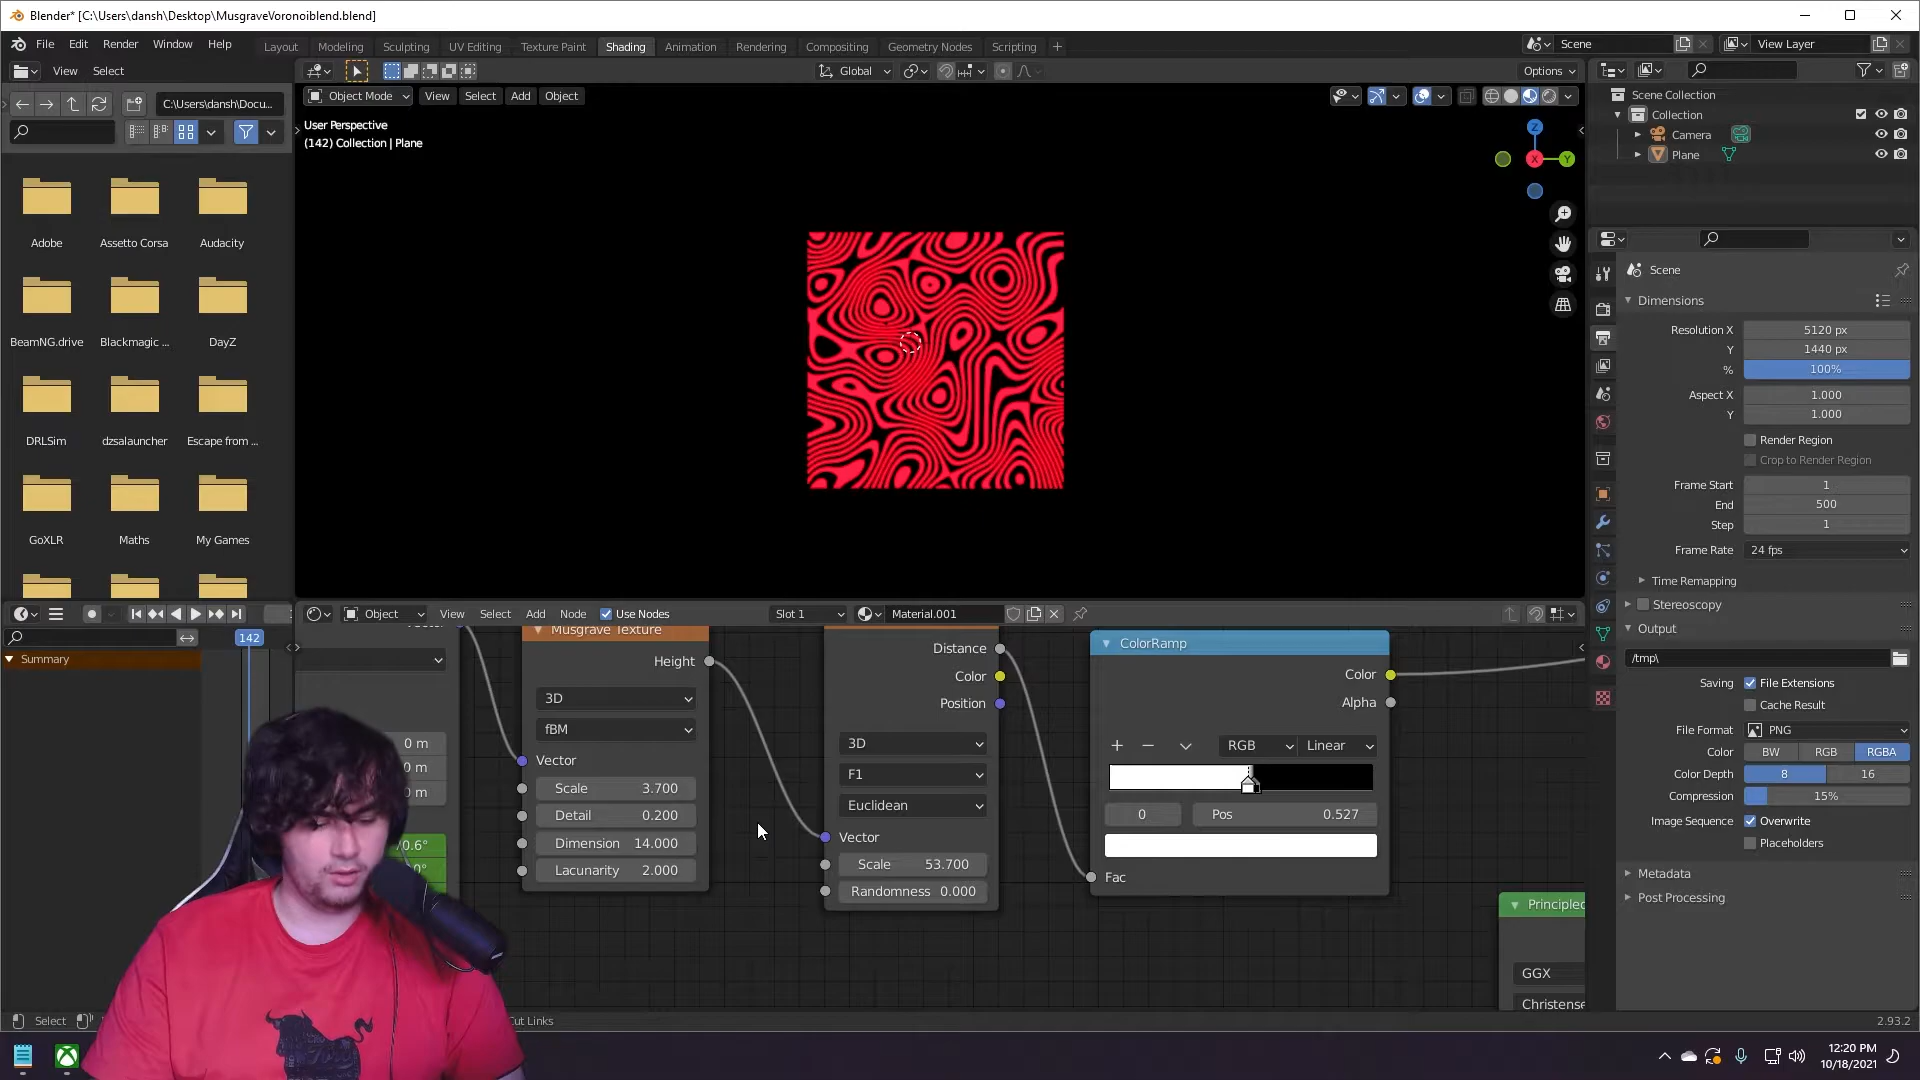 Blender* [C:\Users\dansh\Desktop\MusgraveVoronoiblend.blend]
File Edit Render Window Help
Layout Modeling Sculpting UV Editing Texture Paint Shading Animation Rendering Compositing Geometry Nodes Scripting +
Scene View Layer
View Select
Global
Options
C:\Users\dansh\Docu...
Object Mode View Select Add Object
User Perspective
(142) Collection | Plane
Z
X
Y
Adobe Assetto Corsa Audacity
BeamNG.drive Blackmagic ... DayZ
DRLSim dzsalauncher Escape from ...
GoXLR Maths My Games
Scene Collection
Collection
Camera
Plane
Scene
Dimensions
Resolution X 5120 px
Y 1440 px
% 100%
Aspect X 1.000
Y 1.000
Render Region
Crop to Render Region
Frame Start 1
End 500
Step 1
Frame Rate 24 fps
Time Remapping
Stereoscopy
Output
/tmp\
Saving File Extensions
Cache Result
File Format PNG
Color BW RGB RGBA
Color Depth 8 16
Compression 15%
Image Sequence Overwrite
Placeholders
Metadata
Post Processing
Object View Select Add Node Use Nodes Slot 1 Material.001
142
Summary
0 m
0 m
0 m
Musgrave Texture
Height
3D
fBM
Vector
Scale 3.700
Detail 0.200
Dimension 14.000
Lacunarity 2.000
Distance
Color
Position
3D
F1
Euclidean
Vector
Scale 53.700
Randomness 0.000
ColorRamp
Color
Alpha
+ − RGB Linear
0 Pos 0.527
Fac
GGX
Select Cut Links
2.93.2
12:20 PM
10/18/2021